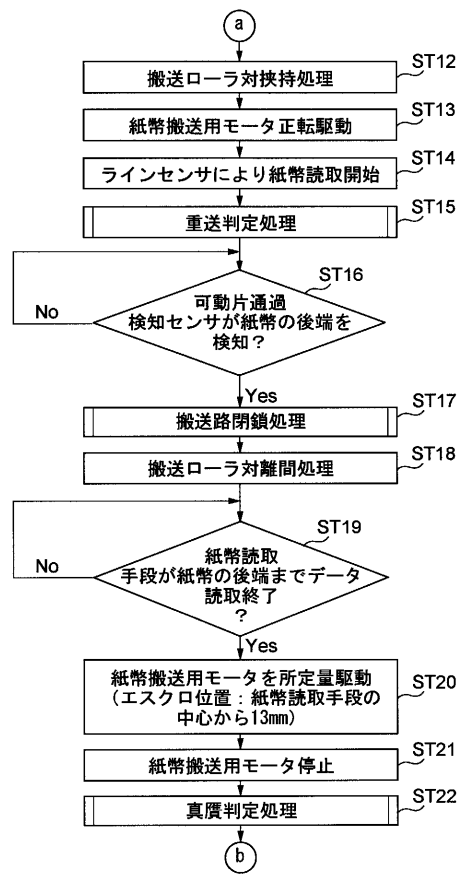 a
搬送ローラ対挟持処理
ST12
紙幣搬送用モータ正転駆動
ST13
ラインセンサにより紙幣読取開始
ST14
重送判定処理
ST15
ST16
可動片通過
検知センサが紙幣の後端を
検知？
No
Yes
搬送路閉鎖処理
ST17
搬送ローラ対離間処理
ST18
ST19
紙幣読取
手段が紙幣の後端までデータ
読取終了
？
No
Yes
紙幣搬送用モータを所定量駆動
（エスクロ位置：紙幣読取手段の
中心から13mm）
ST20
紙幣搬送用モータ停止
ST21
真贋判定処理
ST22
b